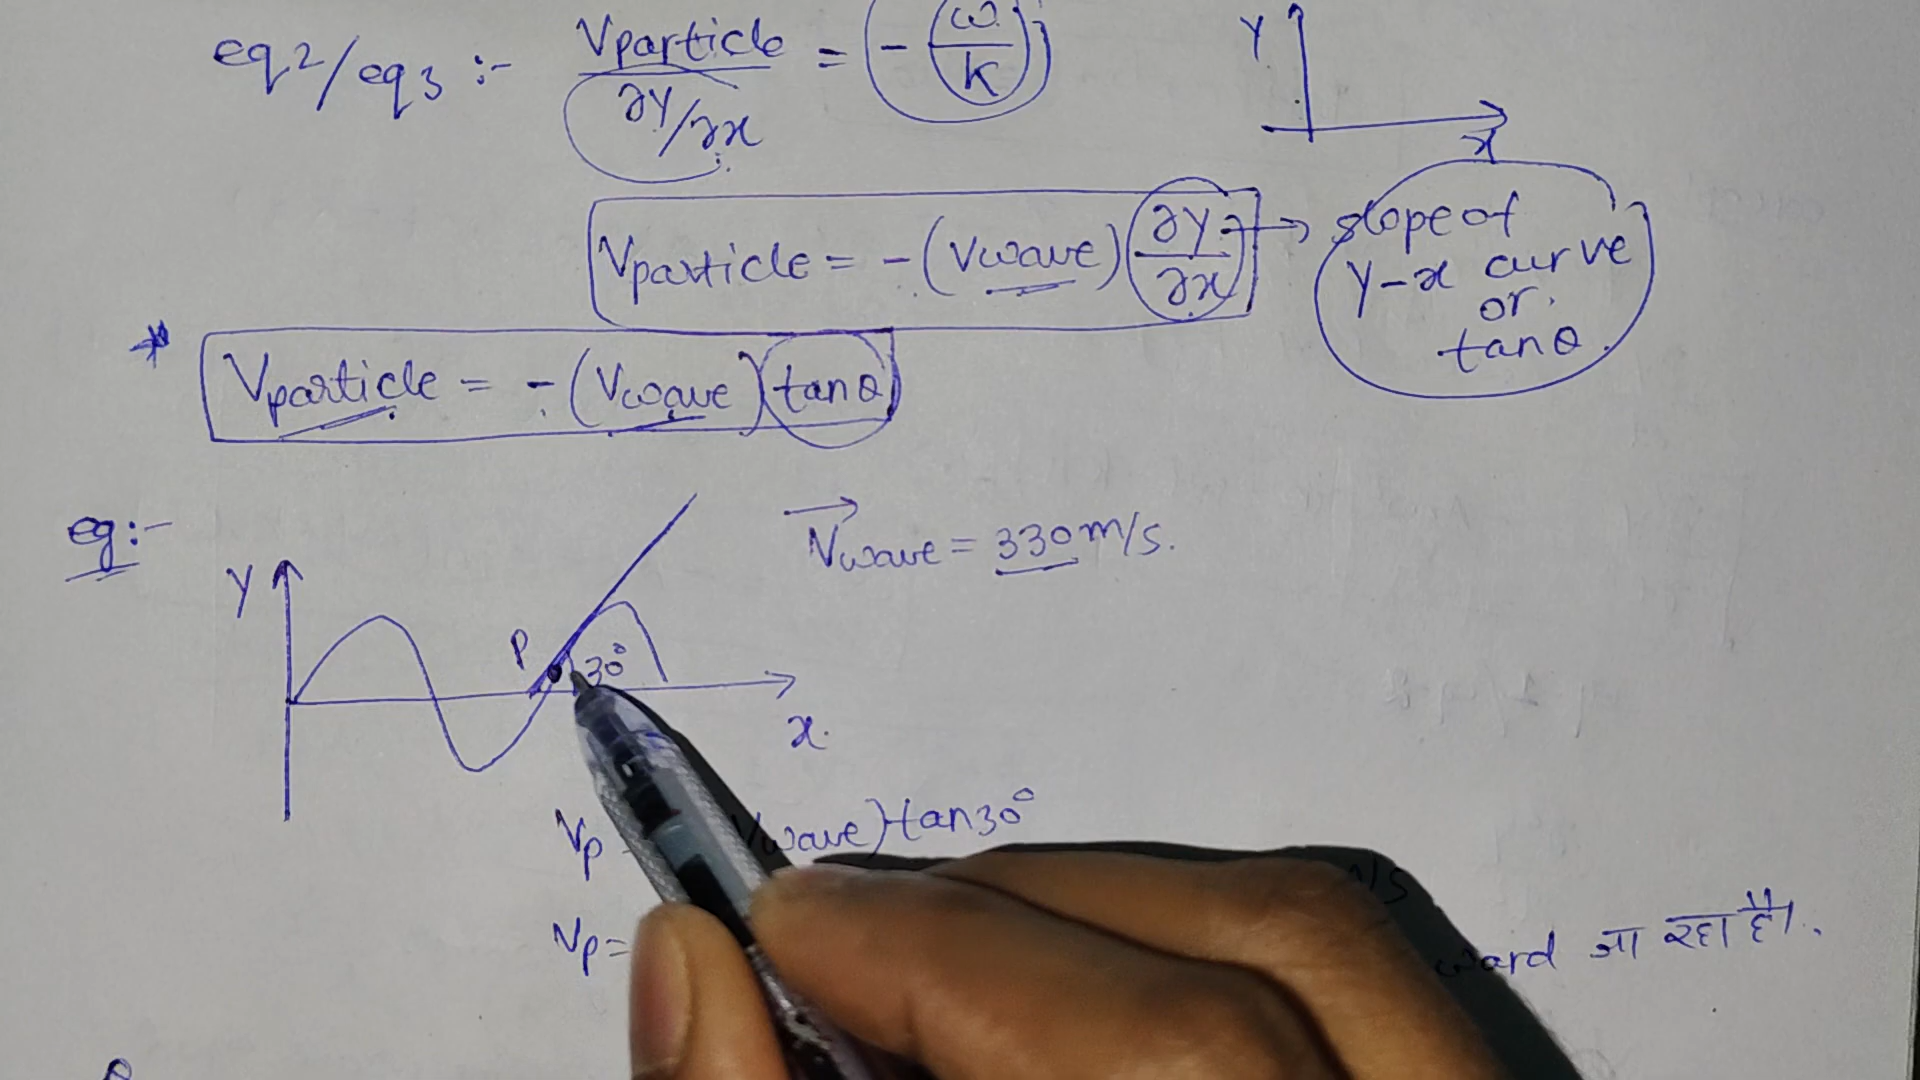 eq2/eq3 :- Vparticle / ∂Y/∂x = (- ω/K)
Y
x
Vparticle = - (Vwave) ∂Y/∂x → slope of
Y-x curve
or
tanθ.
* Vparticle = - (Vwave) tanθ
eg:-
Vwave = 330 m/s.
Y
P
30°
x.
Vp wave) tan30°
Vp =
ward जा रहा है।.